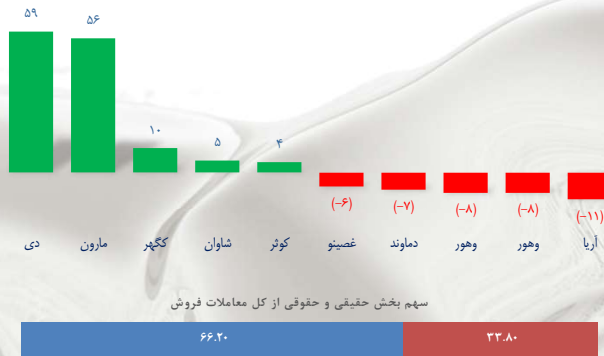 ۵۹
۵۶
۱۰
۵
۴
(-۶)
(-۷)
(-۸)
(-۸)
(-۱۱)
دی
مارون
کگهر
شاوان
کوثر
غصینو
دماوند
وهور
وهور
آریا
سهم بخش حقیقی و حقوقی از کل معاملات فروش
۶۶.۲۰
۳۳.۸۰